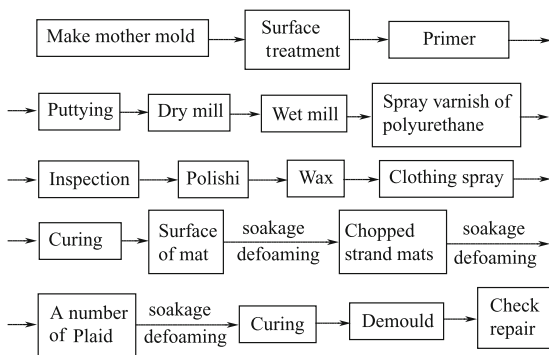 Make mother mold
Surface
treatment
Primer
Puttying
Dry mill
Wet mill
Spray varnish of
polyurethane
Inspection
Polishi
Wax
Clothing spray
Curing
Surface
of mat
soakage
defoaming
Chopped
strand mats
soakage
defoaming
A number
of Plaid
soakage
defoaming
Curing
Demould
Check
repair